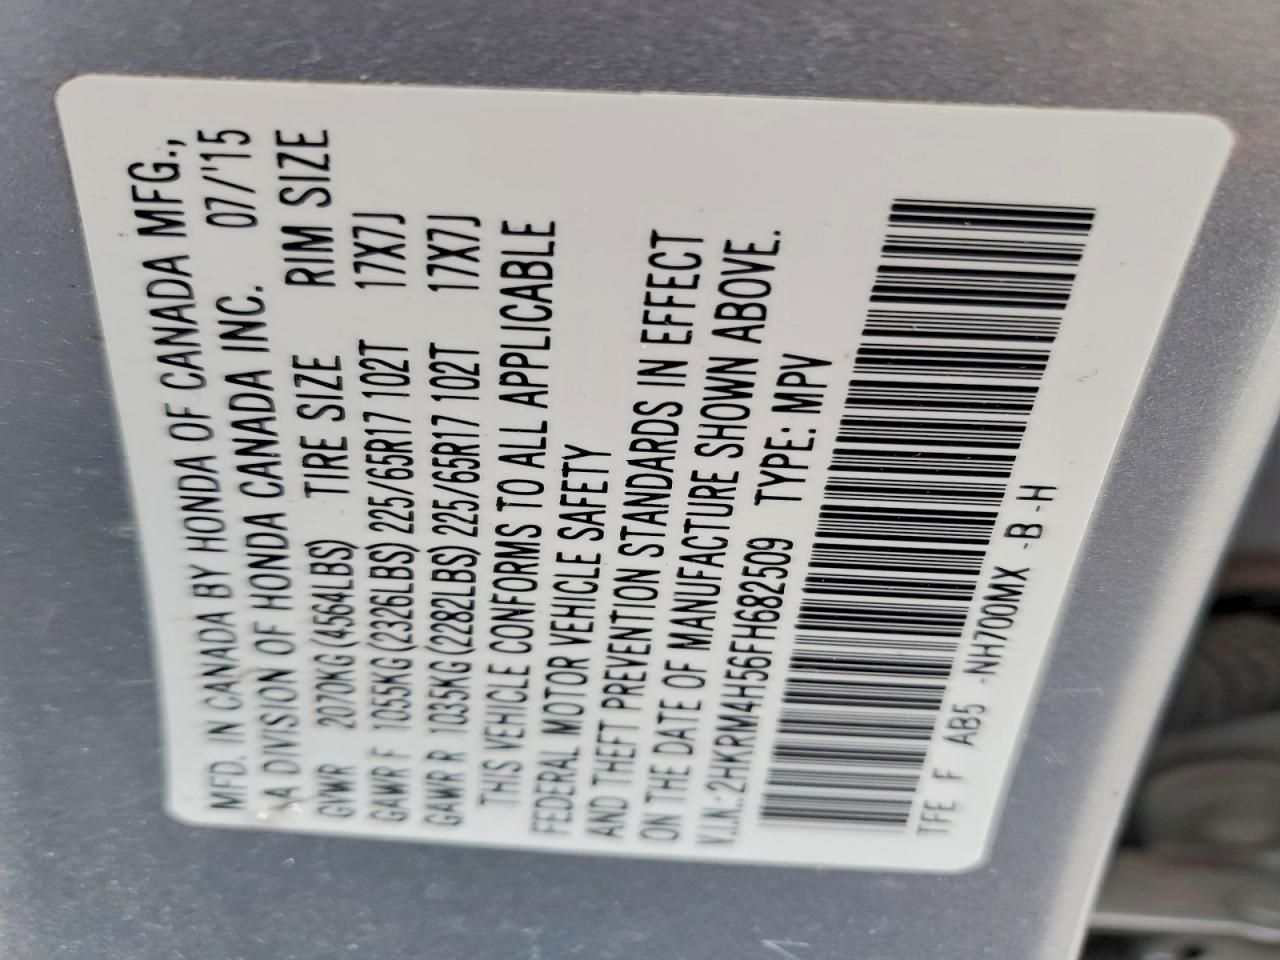 MFD. IN CANADA BY HONDA OF CANADA MFG.,
A DIVISION OF HONDA CANADA INC. 07/'15
GVWR 2070KG (4564LBS) TIRE SIZE RIM SIZE
GAWR F 1055KG (2326LBS) 225/65R17 102T 17X7J
GAWR R 1035KG (2282LBS) 225/65R17 102T 17X7J
THIS VEHICLE CONFORMS TO ALL APPLICABLE
FEDERAL MOTOR VEHICLE SAFETY
AND THEFT PREVENTION STANDARDS IN EFFECT
ON THE DATE OF MANUFACTURE SHOWN ABOVE.
V.I.N.: 2HKRM4H56FH682509 TYPE: MPV
TFE F AB5 -NH700MX -B -H